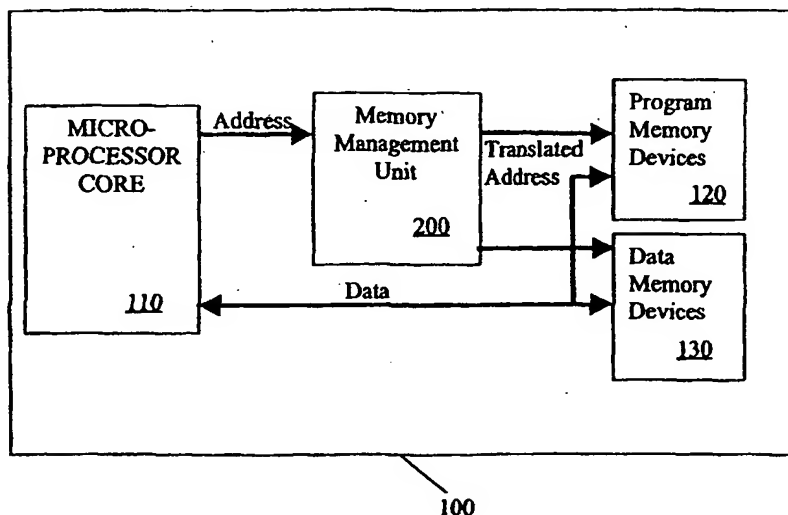 MICRO-
PROCESSOR
CORE
110
Address
Memory
Management
Unit
200
Translated
Address
Data
Program
Memory
Devices
120
Data
Memory
Devices
130
100